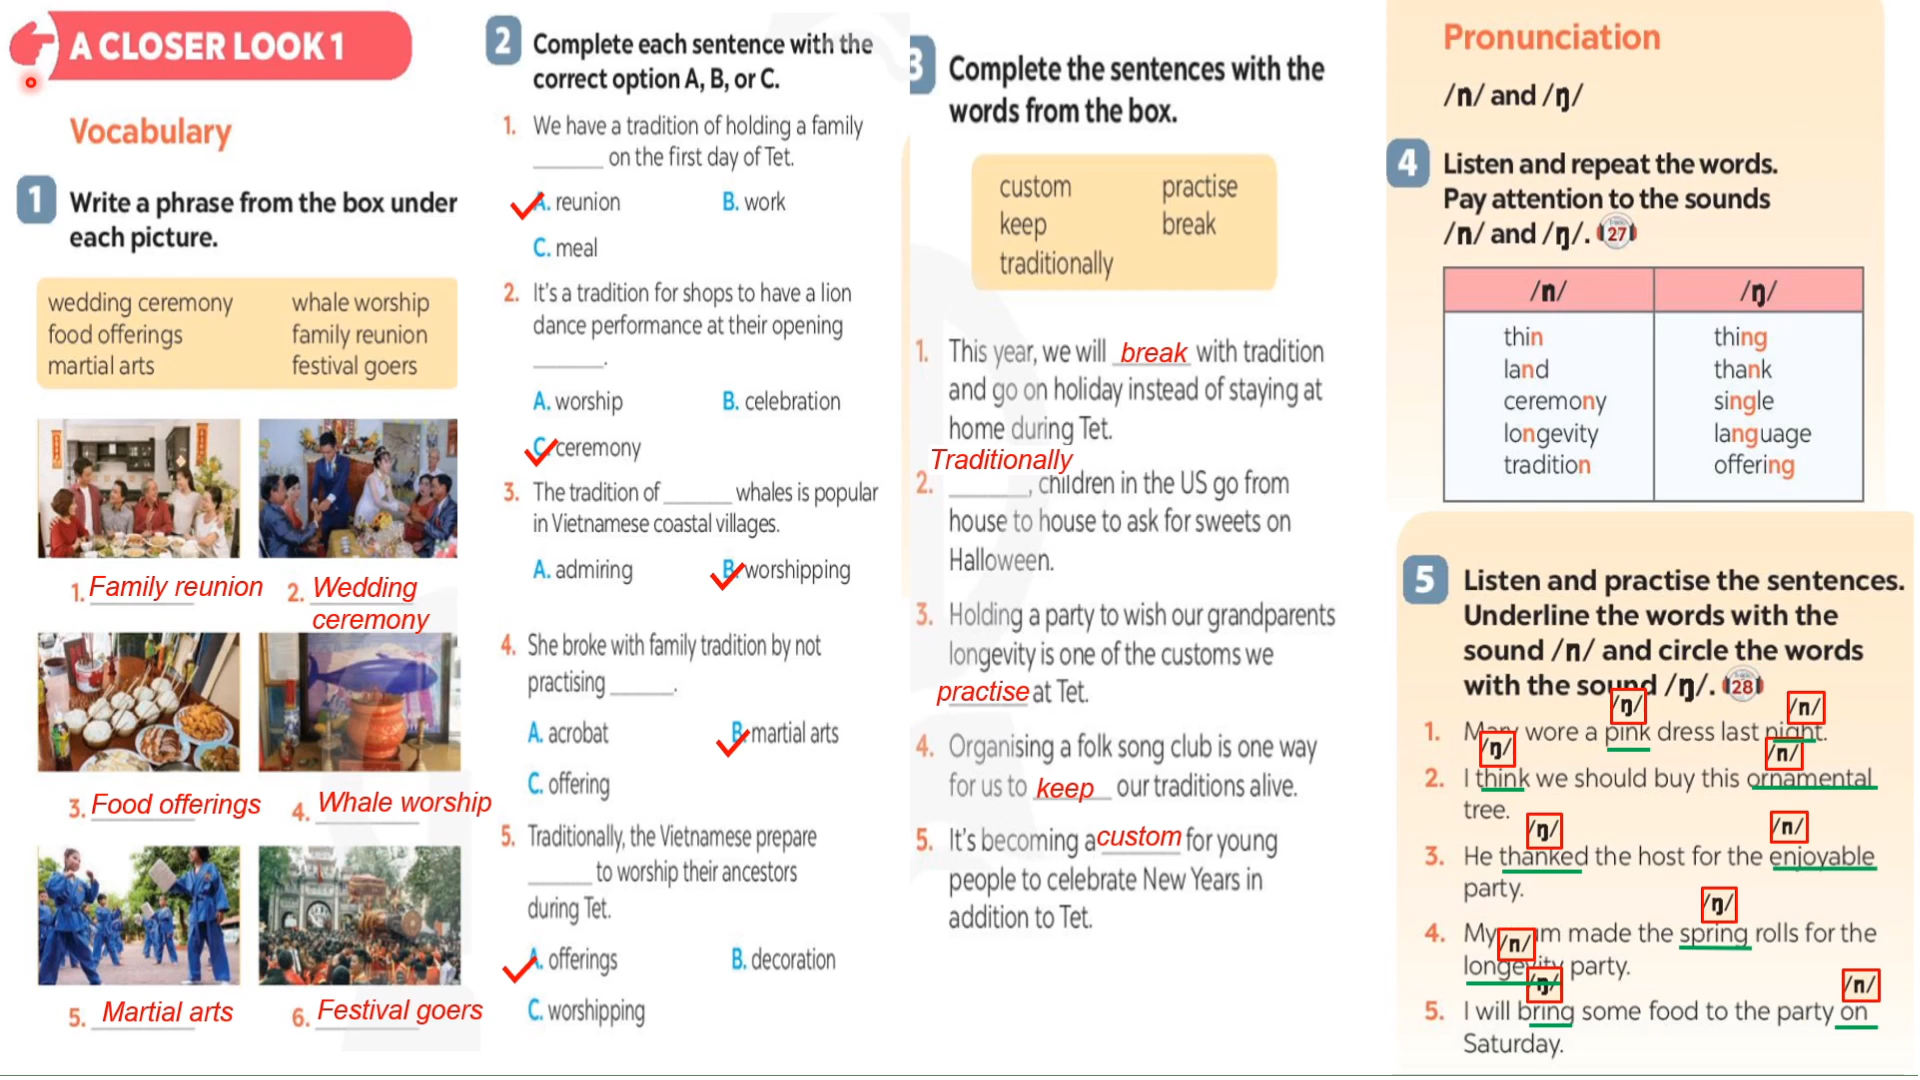 A CLOSER LOOK 1
Vocabulary
1 Write a phrase from the box under
each picture.
wedding ceremony whale worship
food offerings family reunion
martial arts festival goers
1. Family reunion 2. Wedding
ceremony
3. Food offerings 4. Whale worship
5. Martial arts 6. Festival goers
2 Complete each sentence with the
correct option A, B, or C.
1. We have a tradition of holding a family
______ on the first day of Tet.
A. reunion B. work
C. meal
2. It's a tradition for shops to have a lion
dance performance at their opening
______.
A. worship B. celebration
C. ceremony
3. The tradition of ______ whales is popular
in Vietnamese coastal villages.
A. admiring B. worshipping
4. She broke with family tradition by not
practising ______.
A. acrobat B. martial arts
C. offering
5. Traditionally, the Vietnamese prepare
______ to worship their ancestors
during Tet.
A. offerings B. decoration
C. worshipping
3 Complete the sentences with the
words from the box.
custom practise
keep break
traditionally
1. This year, we will break with tradition
and go on holiday instead of staying at
home during Tet.
Traditionally
2. ______, children in the US go from
house to house to ask for sweets on
Halloween.
3. Holding a party to wish our grandparents
longevity is one of the customs we
practise at Tet.
4. Organising a folk song club is one way
for us to keep our traditions alive.
5. It's becoming a custom for young
people to celebrate New Years in
addition to Tet.
Pronunciation
/n/ and /ŋ/
4 Listen and repeat the words.
Pay attention to the sounds
/n/ and /ŋ/. 27
/n/ /ŋ/
thin thing
land thank
ceremony single
longevity language
tradition offering
5 Listen and practise the sentences.
Underline the words with the
sound /n/ and circle the words
with the sound /ŋ/. 28
/ŋ/ /n/
1. Mary wore a pink dress last night.
/ŋ/ /n/
2. I think we should buy this ornamental
tree.
/ŋ/ /n/
3. He thanked the host for the enjoyable
party.
/ŋ/
4. My mum made the spring rolls for the
/n/
longevity party.
/ŋ/ /n/
5. I will bring some food to the party on
Saturday.